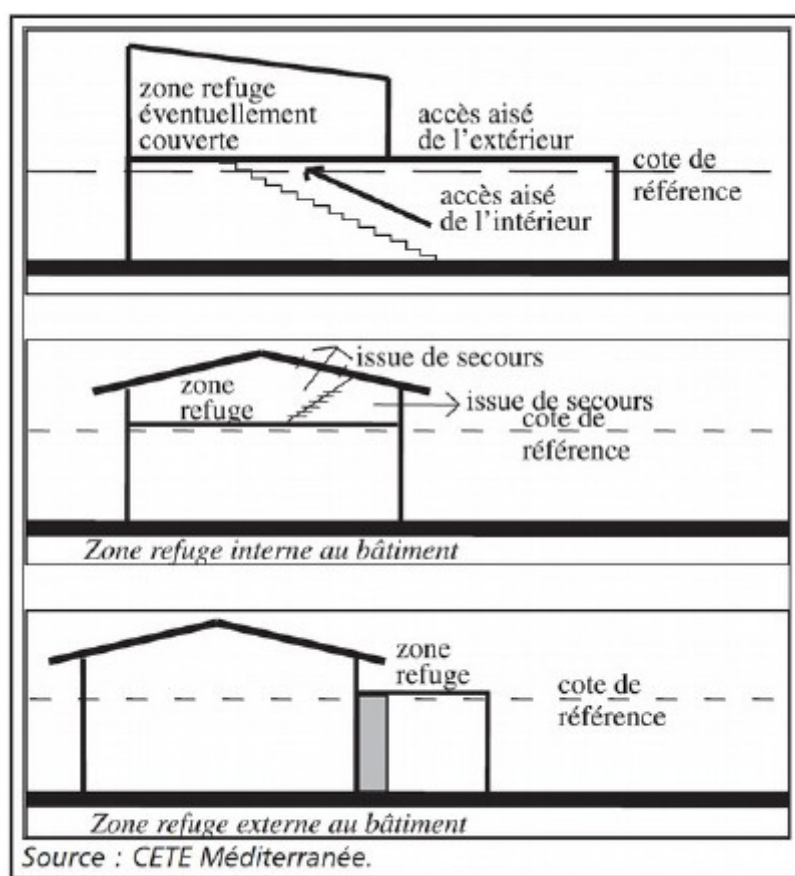 zone refuge
éventuellement
couverte
accès aisé
de l'extérieur
cote de
référence
accès aisé
de l'intérieur
issue de secours
zone
refuge
issue de secours
cote de
référence
Zone refuge interne au bâtiment
zone
refuge
cote de
référence
Zone refuge externe au bâtiment
Source : CETE Méditerranée.